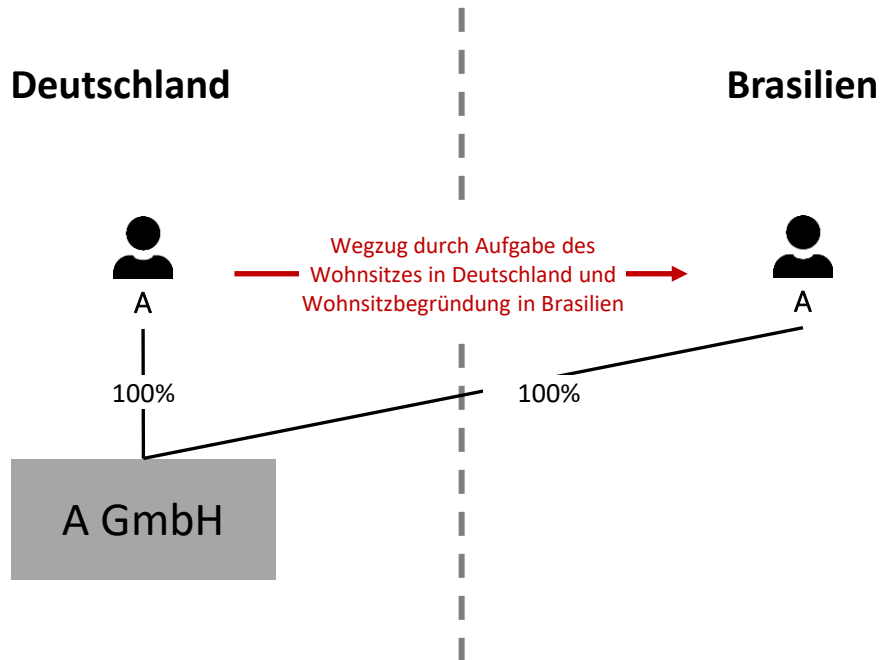 Deutschland
Brasilien
Wegzug durch Aufgabe des
Wohnsitzes in Deutschland und
Wohnsitzbegründung in Brasilien
A
A
100%
100%
A GmbH